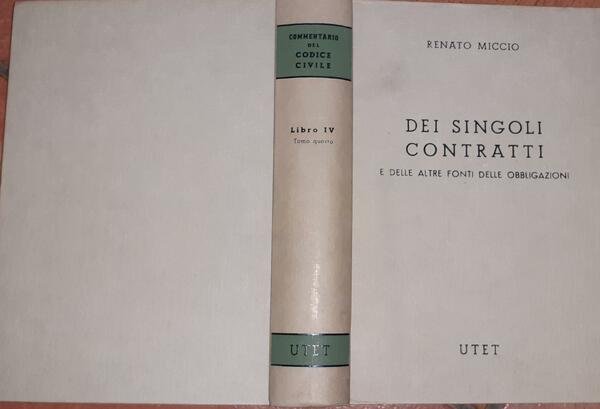 COMMENTARIO
DEL
CODICE
CIVILE
Libro IV
Tomo quarto
UTET
RENATO MICCIO
DEI SINGOLI
CONTRATTI
E DELLE ALTRE FONTI DELLE OBBLIGAZIONI
UTET